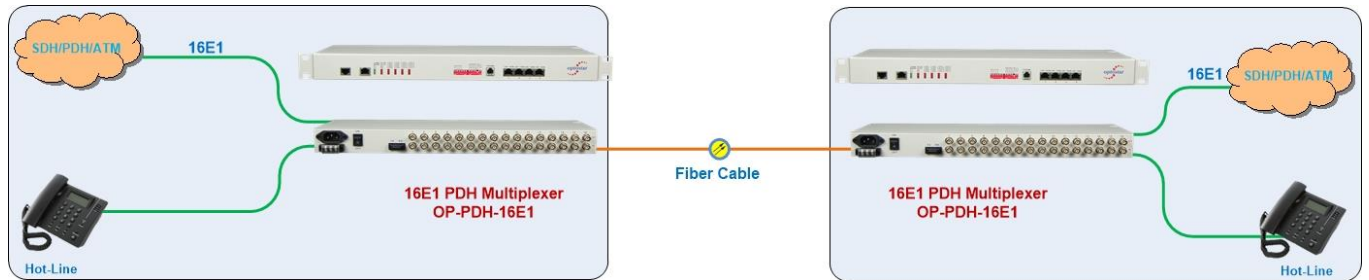 SDH/PDH/ATM
16E1
16E1 PDH Multiplexer
OP-PDH-16E1
Hot-Line
Fiber Cable
16E1
SDH/PDH/ATM
16E1 PDH Multiplexer
OP-PDH-16E1
Hot-Line